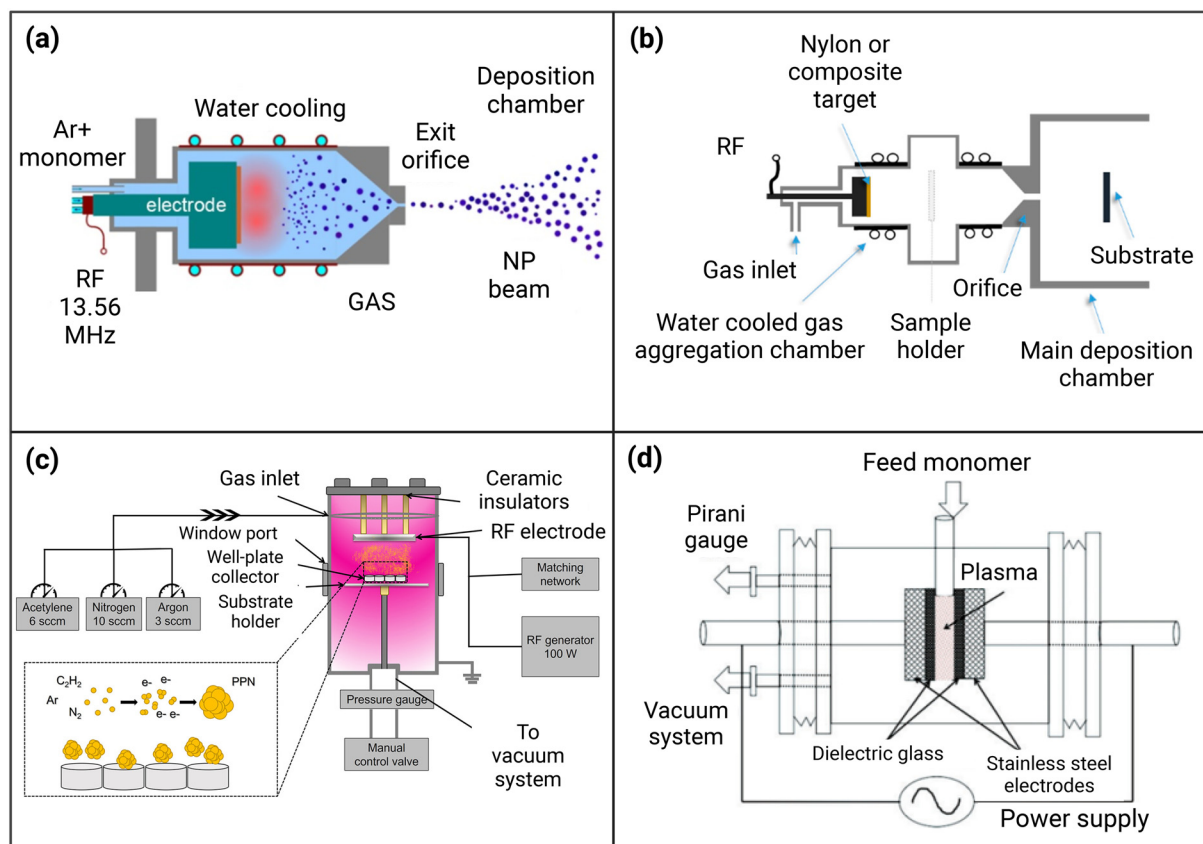 (a)
Deposition
chamber
Water cooling
Ar+
monomer
Exit
orifice
electrode
RF
13.56
MHz
GAS
NP
beam
(b)
Nylon or
composite
target
RF
Gas inlet
Substrate
Orifice
Water cooled gas
aggregation chamber
Sample
holder
Main deposition
chamber
(c)
Gas inlet
Ceramic
insulators
Window port
RF electrode
Well-plate
collector
Substrate
holder
Matching
network
Acetylene
6 sccm
Nitrogen
10 sccm
Argon
3 sccm
RF generator
100 W
C₂H₂
Ar
N₂
e-
e-
e-
e- e-
PPN
Pressure gauge
Manual
control valve
To
vacuum
system
(d)
Feed monomer
Pirani
gauge
Plasma
Vacuum
system
Dielectric glass
Stainless steel
electrodes
Power supply